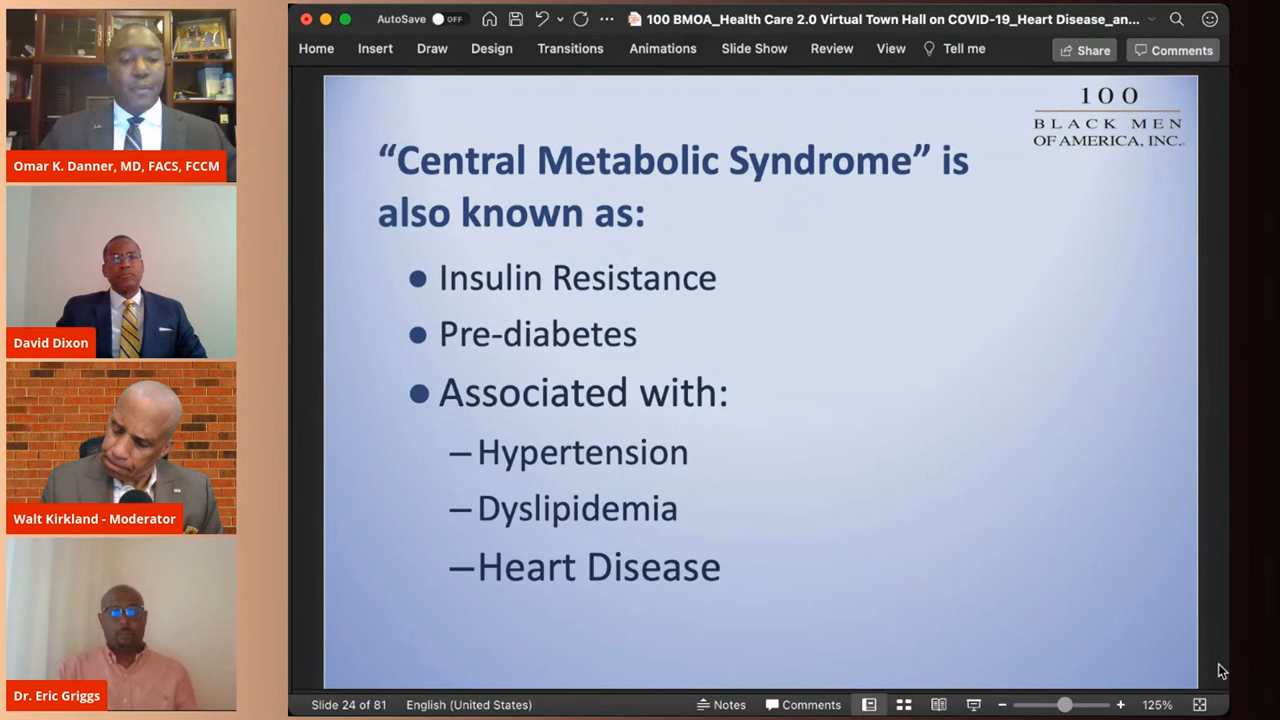 Omar K. Danner, MD, FACS, FCCM
David Dixon
Walt Kirkland - Moderator
Dr. Eric Griggs
AutoSave OFF
100 BMOA_Health Care 2.0 Virtual Town Hall on COVID-19_Heart Disease_an...
Home Insert Draw Design Transitions Animations Slide Show Review View Tell me Share Comments
100
BLACK MEN
OF AMERICA, INC.
“Central Metabolic Syndrome” is
also known as:
● Insulin Resistance
● Pre-diabetes
● Associated with:
–Hypertension
–Dyslipidemia
–Heart Disease
Slide 24 of 81 English (United States) Notes Comments 125%